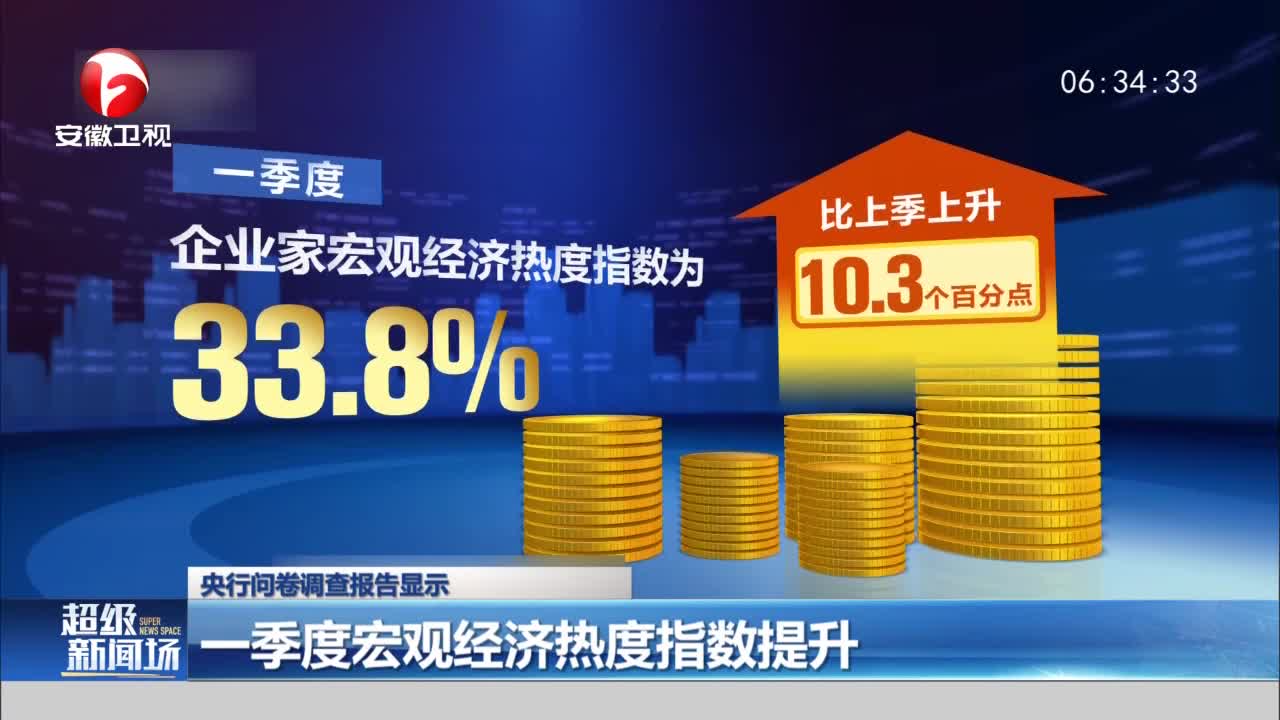 安徽卫视
06:34:33
一季度
企业家宏观经济热度指数为
33.8%
比上季上升
10.3个百分点
央行问卷调查报告显示
一季度宏观经济热度指数提升
超级
新闻场
SUPER
NEWS SPACE